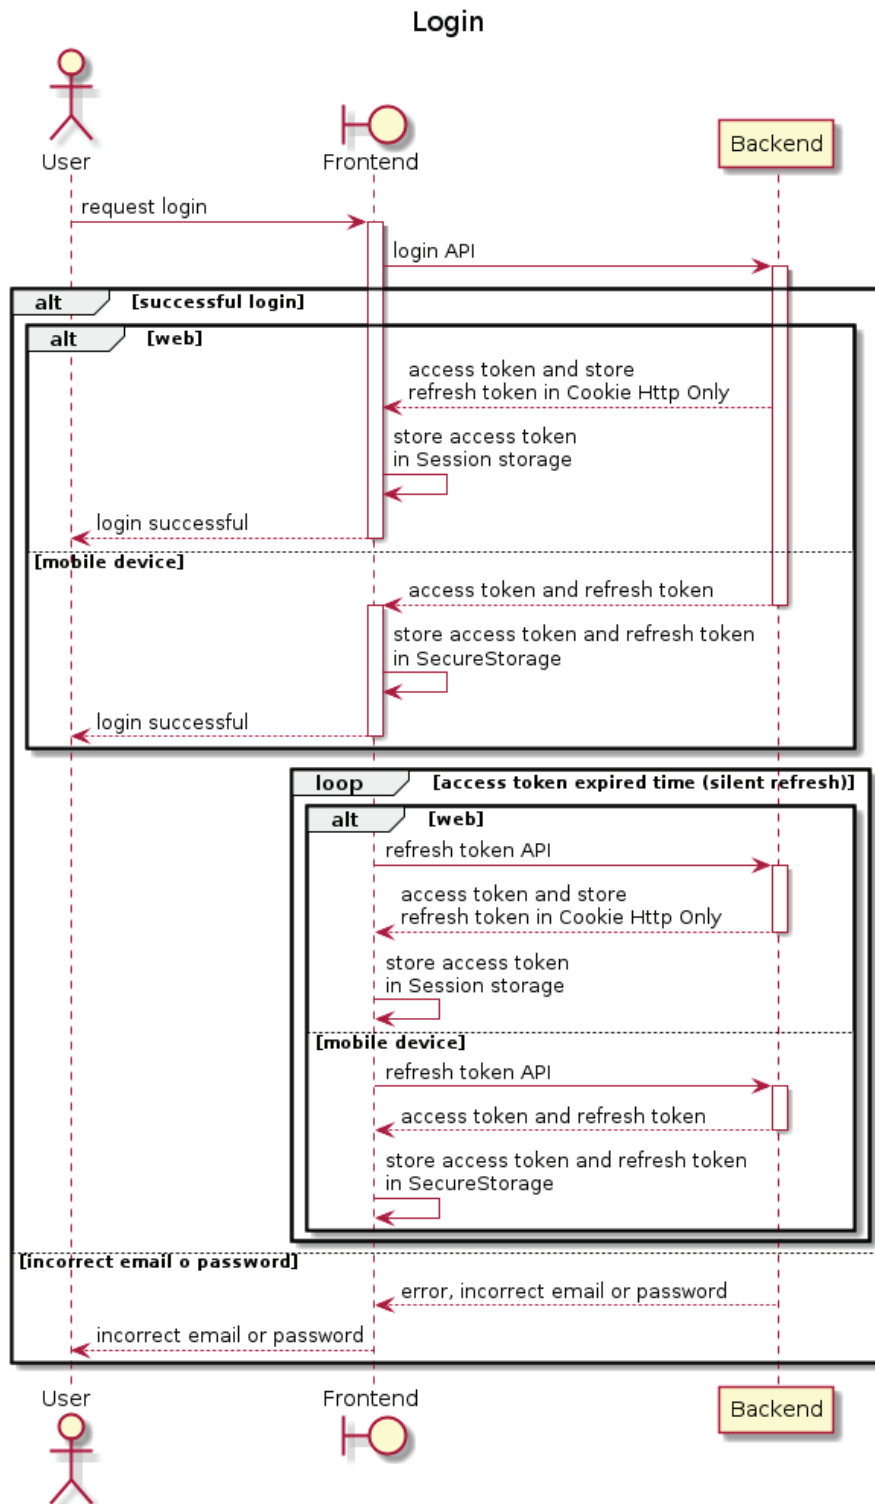 Login
User
Frontend
Backend
request login
login API
alt [successful login]
alt [web]
access token and store
refresh token in Cookie Http Only
store access token
in Session storage
login successful
[mobile device]
access token and refresh token
store access token and refresh token
in SecureStorage
login successful
loop [access token expired time (silent refresh)]
alt [web]
refresh token API
access token and store
refresh token in Cookie Http Only
store access token
in Session storage
[mobile device]
refresh token API
access token and refresh token
store access token and refresh token
in SecureStorage
[incorrect email o password]
error, incorrect email or password
incorrect email or password
User
Frontend
Backend